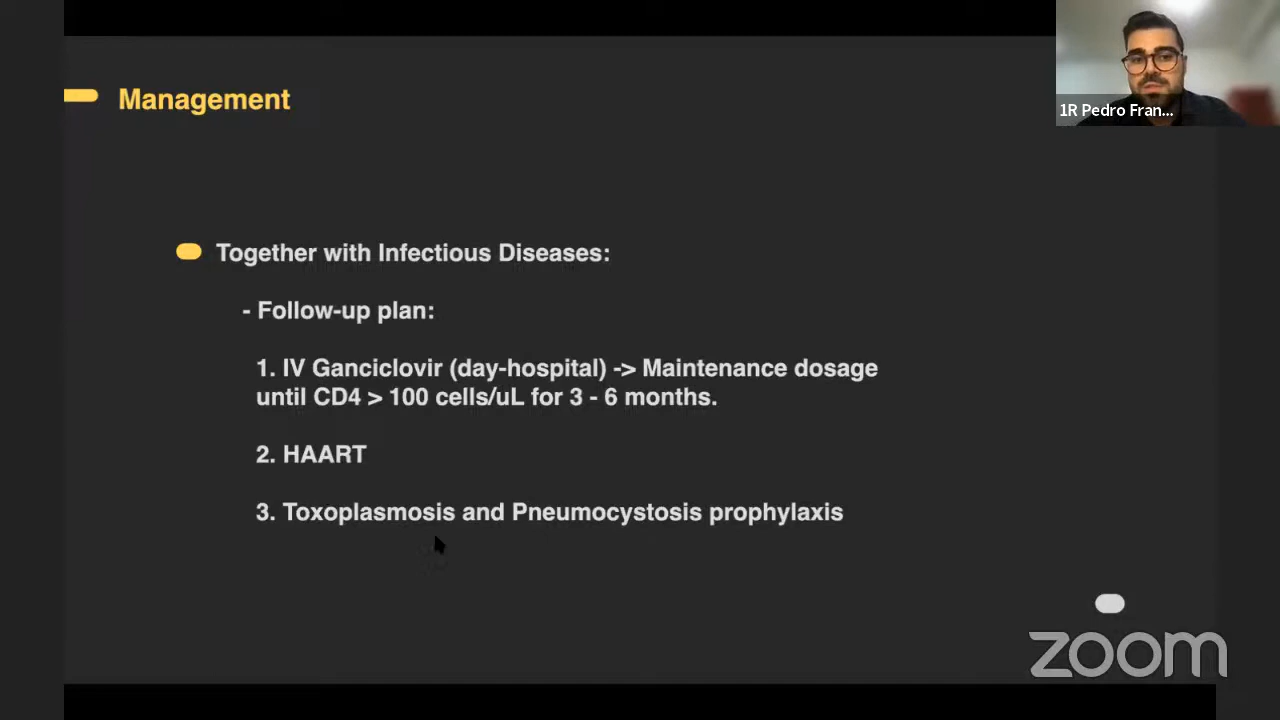 Management
1R Pedro Fran...
Together with Infectious Diseases:
- Follow-up plan:
1. IV Ganciclovir (day-hospital) -> Maintenance dosage
until CD4 > 100 cells/uL for 3 - 6 months.
2. HAART
3. Toxoplasmosis and Pneumocystosis prophylaxis
zoom